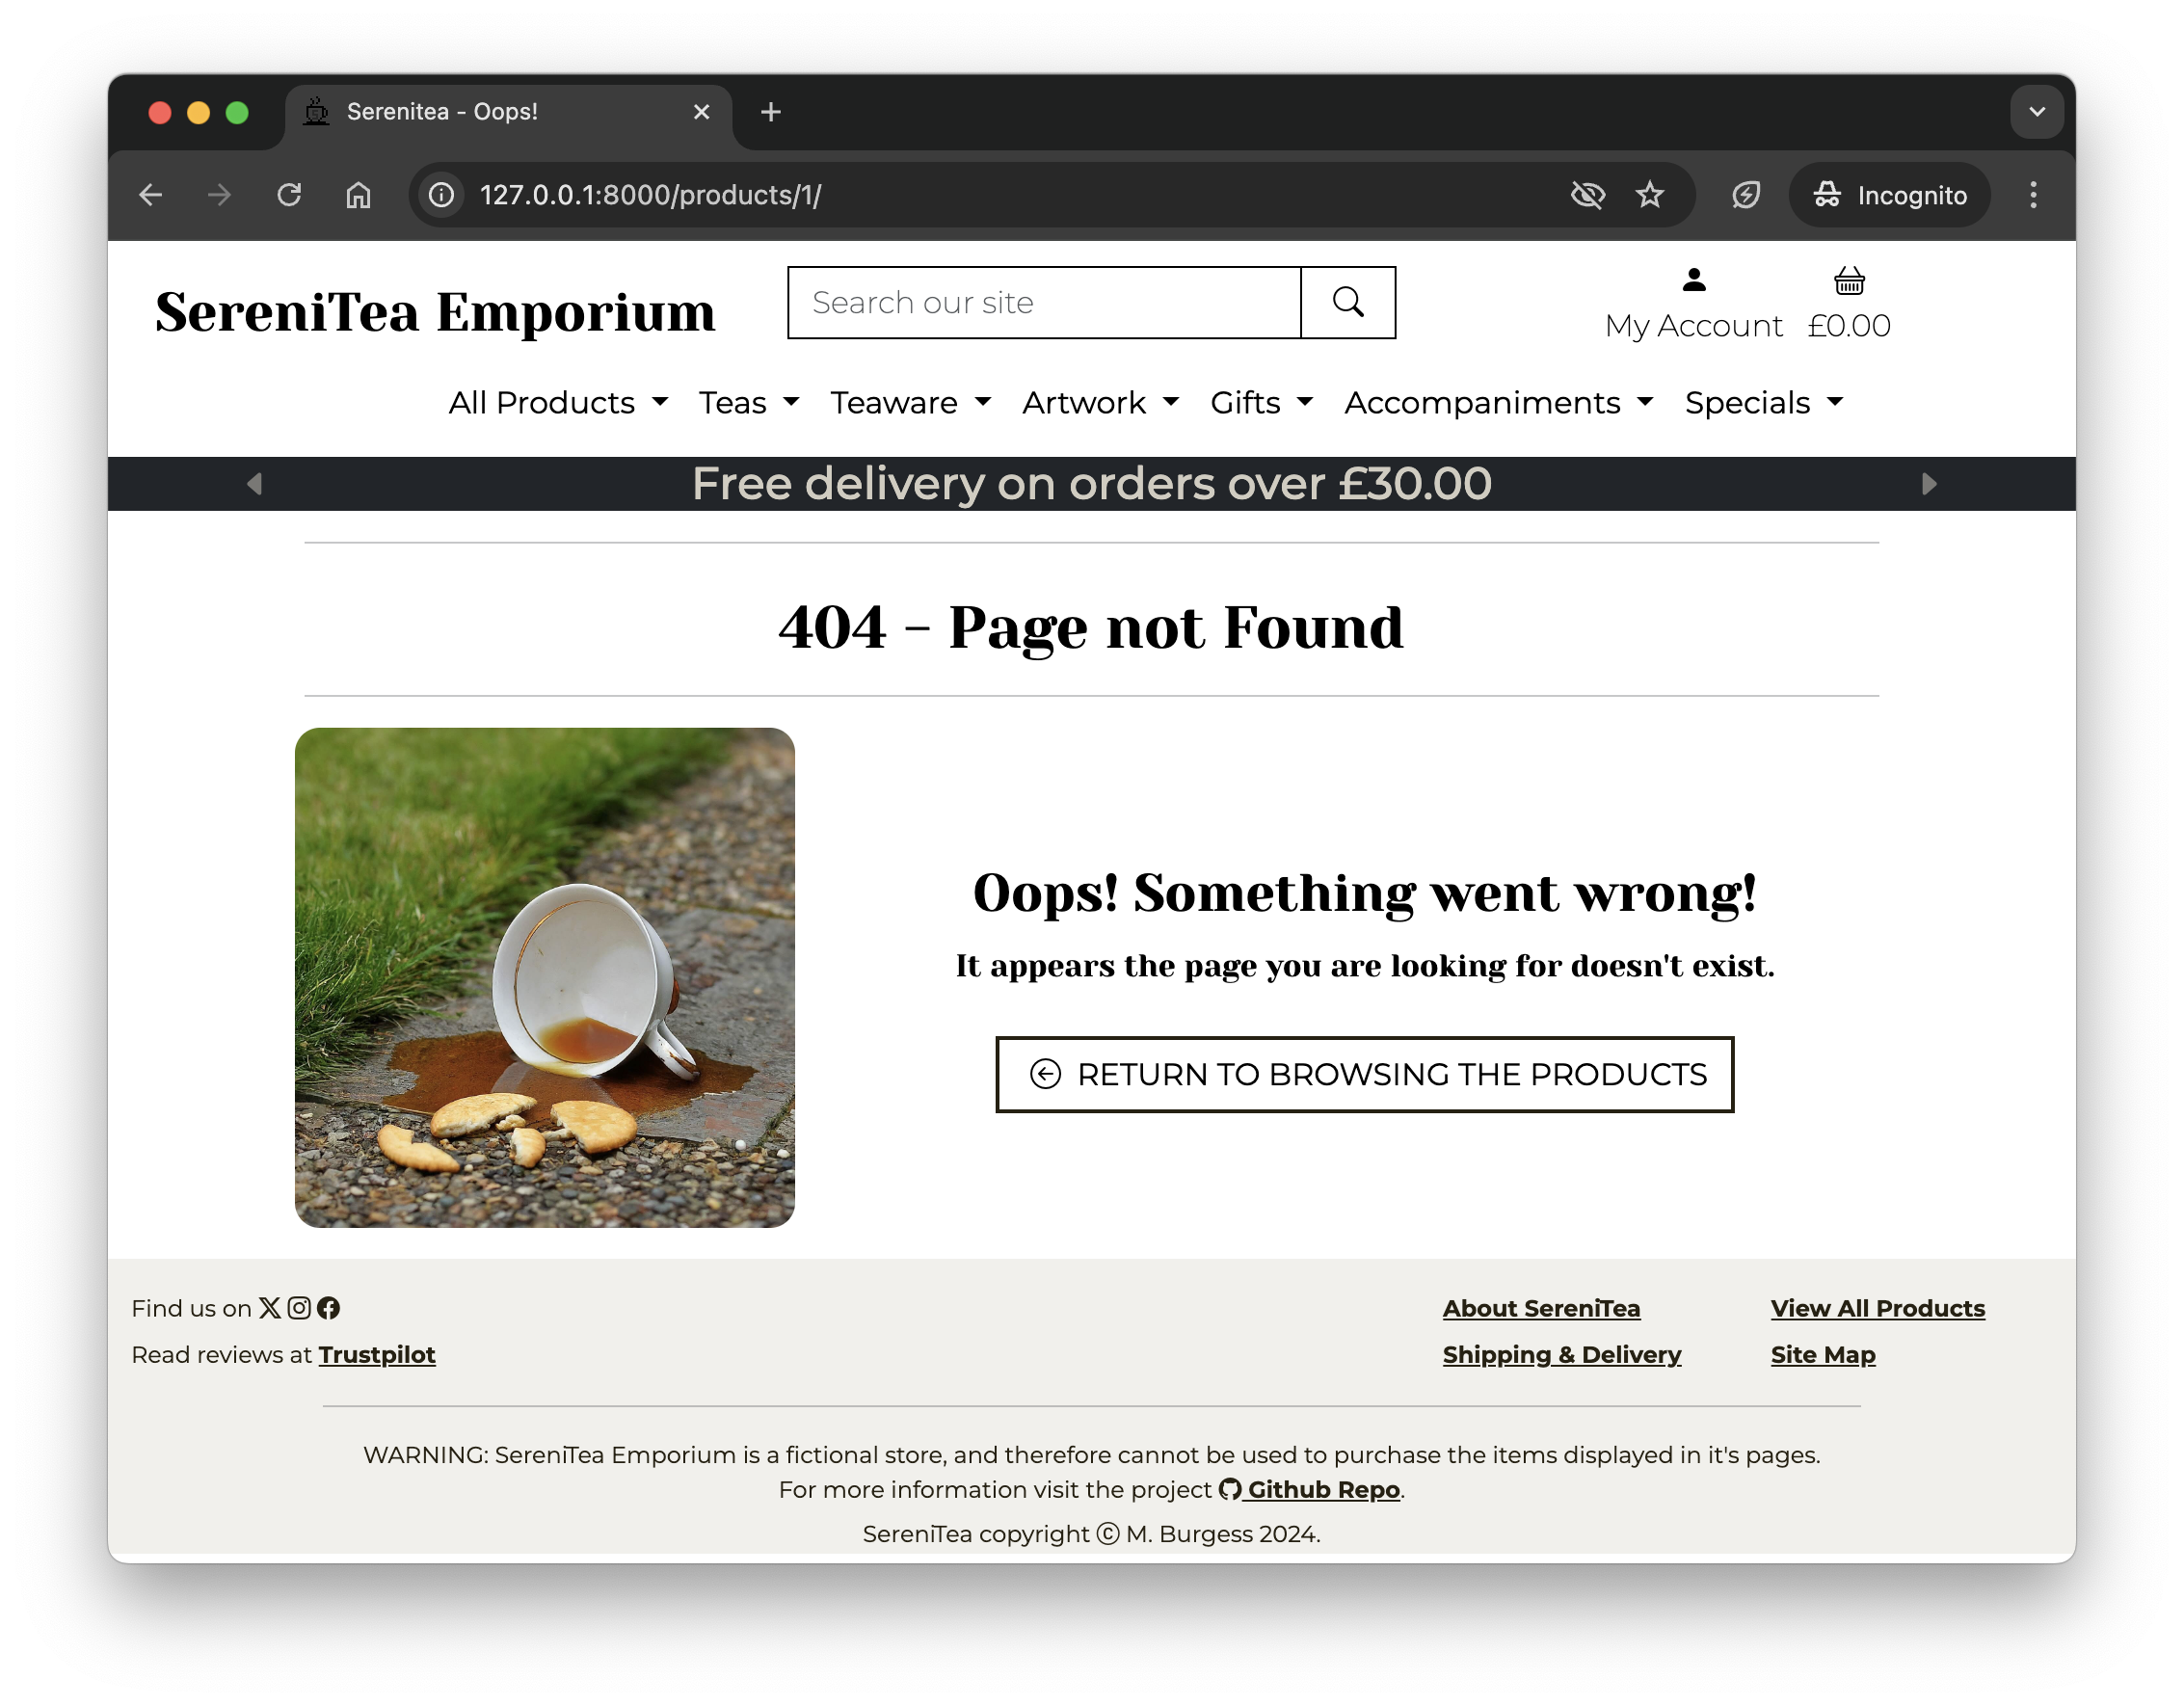 Serenitea - Oops!
127.0.0.1:8000/products/1/
Incognito
SereniTea Emporium
Search our site
My Account
£0.00
All Products Teas Teaware Artwork Gifts Accompaniments Specials
Free delivery on orders over £30.00
404 - Page not Found
Oops! Something went wrong!
It appears the page you are looking for doesn't exist.
RETURN TO BROWSING THE PRODUCTS
Find us on
Read reviews at Trustpilot
About SereniTea
View All Products
Shipping & Delivery
Site Map
WARNING: SereniTea Emporium is a fictional store, and therefore cannot be used to purchase the items displayed in it's pages.
For more information visit the project Github Repo.
SereniTea copyright © M. Burgess 2024.